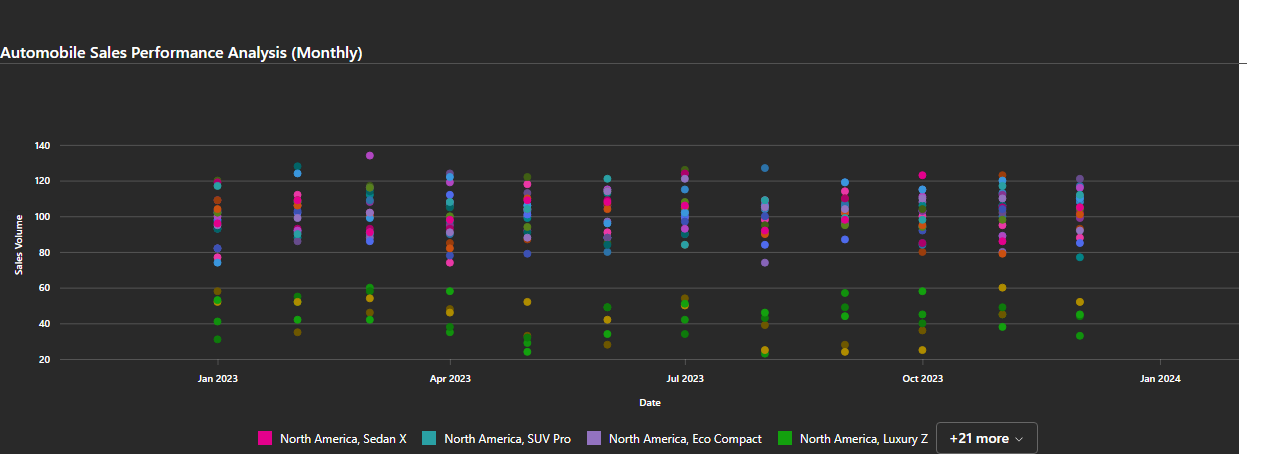 Automobile Sales Performance Analysis (Monthly)
140
120
100
80
60
40
20
Sales Volume
Jan 2023 Apr 2023 Jul 2023 Oct 2023 Jan 2024
Date
North America, Sedan X North America, SUV Pro North America, Eco Compact North America, Luxury Z +21 more